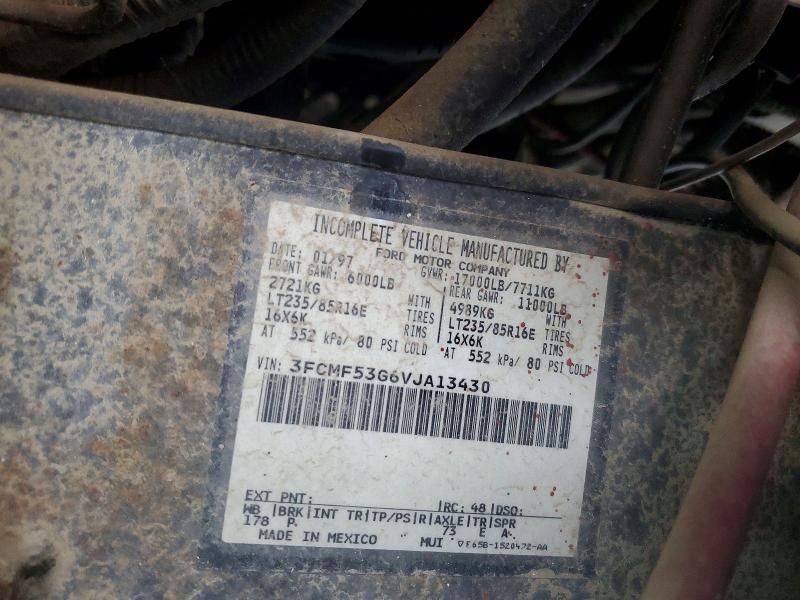 INCOMPLETE VEHICLE MANUFACTURED BY
FORD MOTOR COMPANY
DATE: 01/97 GVWR: 17000LB/7711KG
FRONT GAWR: 6000LB REAR GAWR: 11000LB
2721KG WITH 4989KG WITH
LT235/85R16E TIRES LT235/85R16E TIRES
16X6K RIMS 16X6K RIMS
AT 552 kPa/ 80 PSI COLD AT 552 kPa/ 80 PSI COLD
VIN: 3FCMF53G6VJA13430
EXT PNT: RC: 48 DSO:
WB BRK INT TR TP/PS R AXLE TR SPR
178 P 73 E A
MADE IN MEXICO MUI F65B-1520472-AA